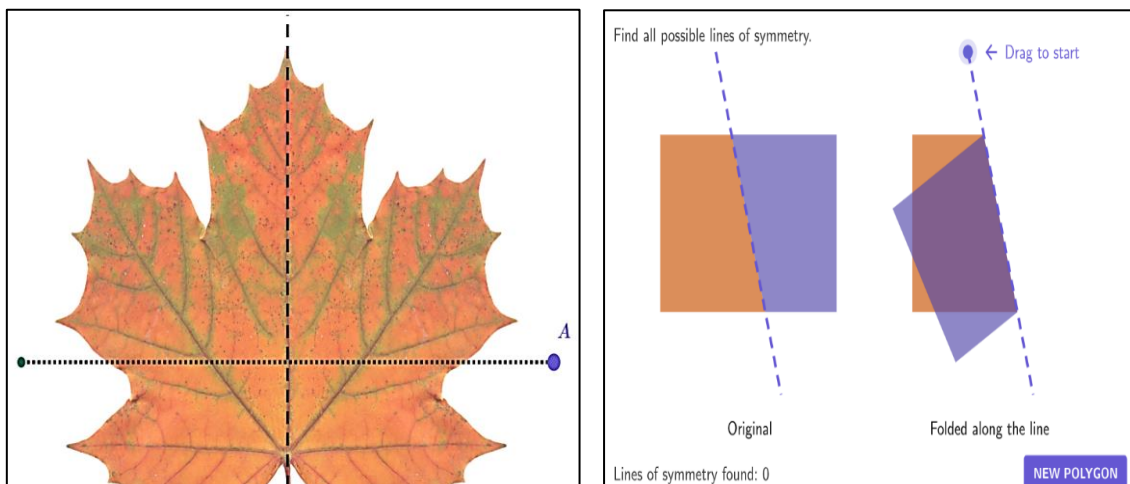 A
Find all possible lines of symmetry.
← Drag to start
Original
Folded along the line
Lines of symmetry found: 0
NEW POLYGON